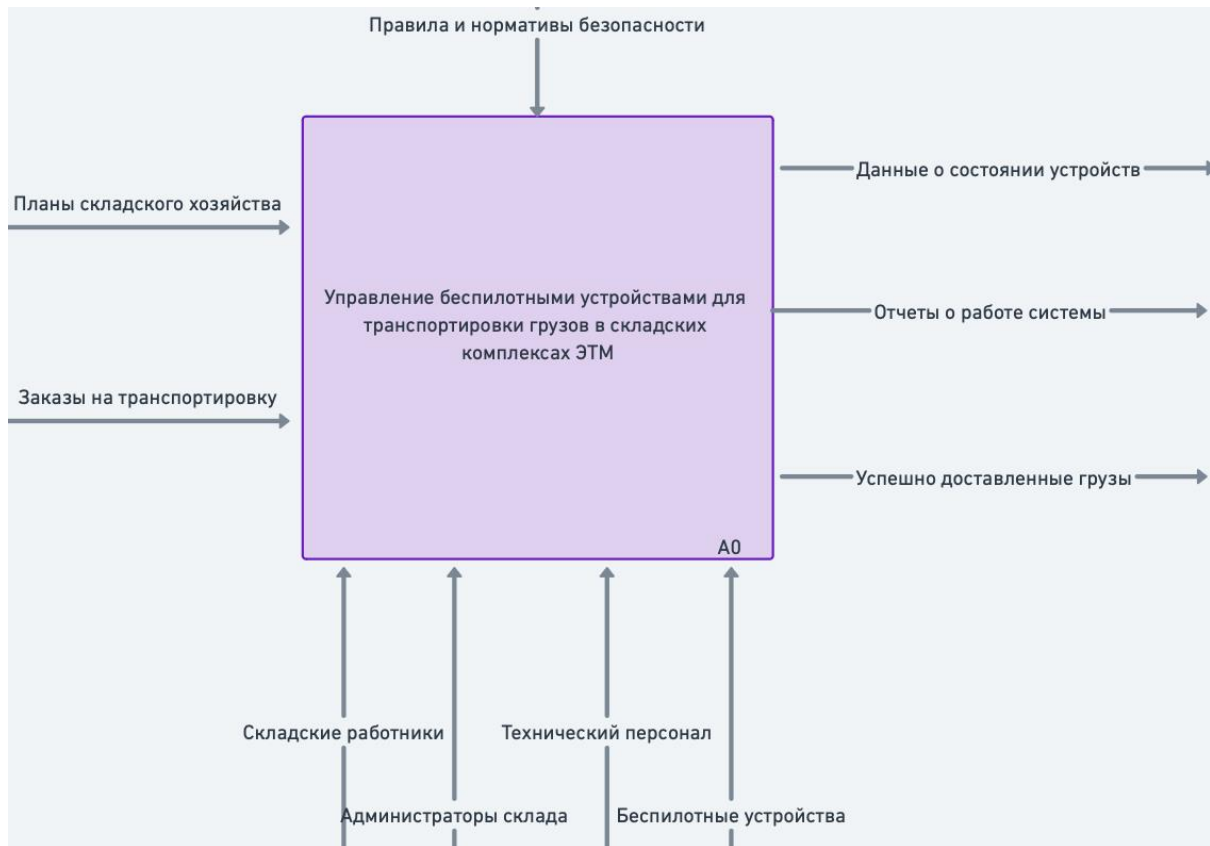 Правила и нормативы безопасности
Данные о состоянии устройств
Планы складского хозяйства
Управление беспилотными устройствами для
транспортировки грузов в складских
комплексах ЭТМ
Отчеты о работе системы
Заказы на транспортировку
Успешно доставленные грузы
A0
Складские работники
Технический персонал
Администраторы склада
Беспилотные устройства